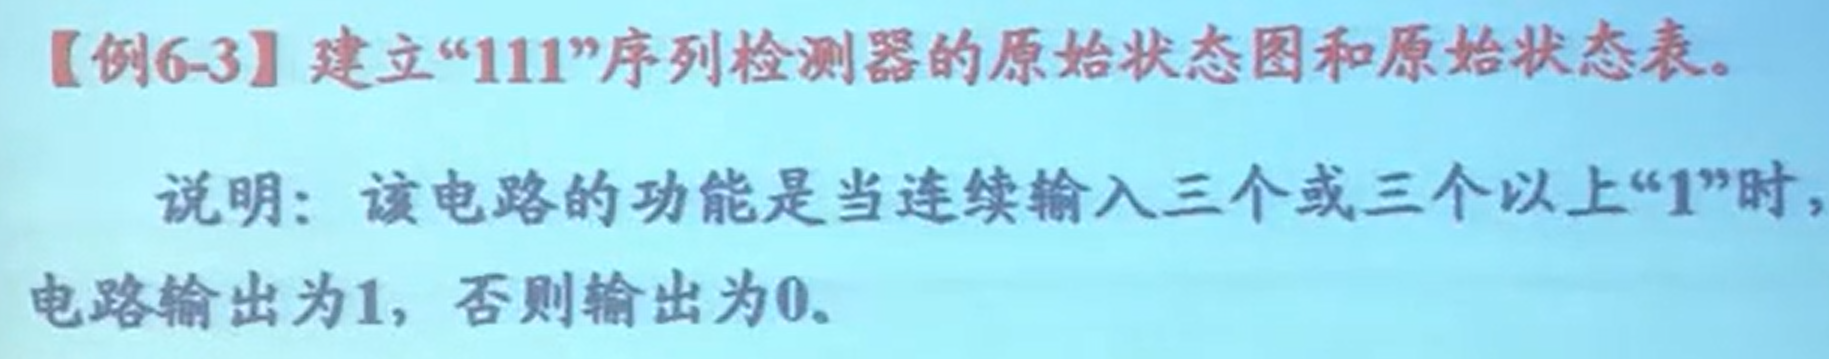 【例6-3】建立“111”序列检测器的原始状态图和原始状态表。
说明：该电路的功能是当连续输入三个或三个以上“1”时，
电路输出为1，否则输出为0。